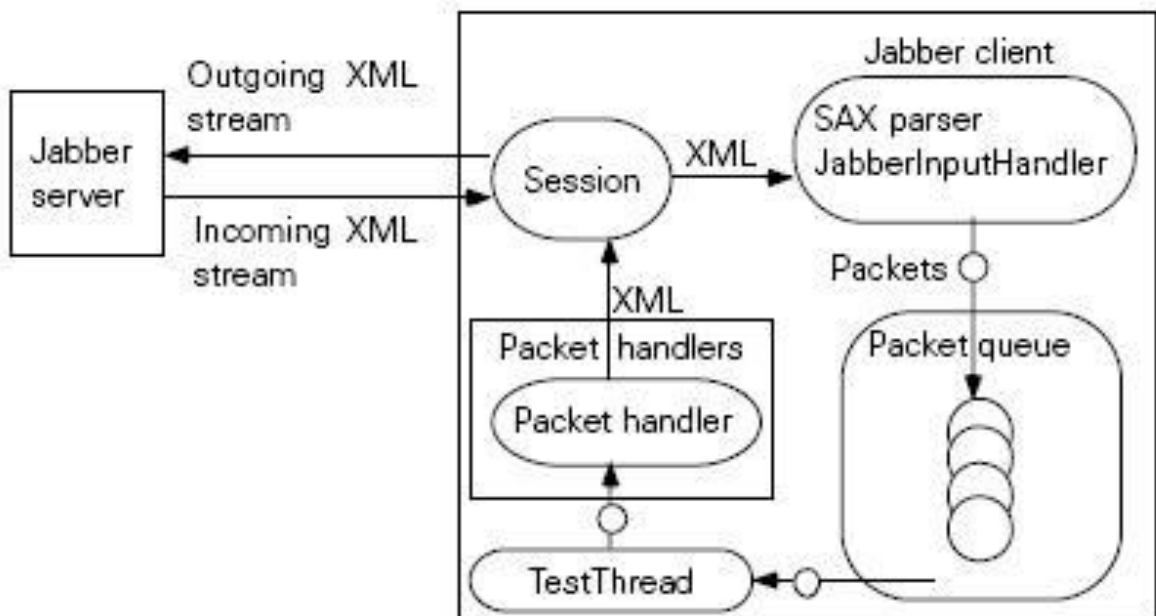 Jabber client
Outgoing XML
stream
Jabber
server
SAX parser
JabberInputHandler
XML
Session
Incoming XML
stream
Packets
XML
Packet handlers
Packet queue
Packet handler
TestThread